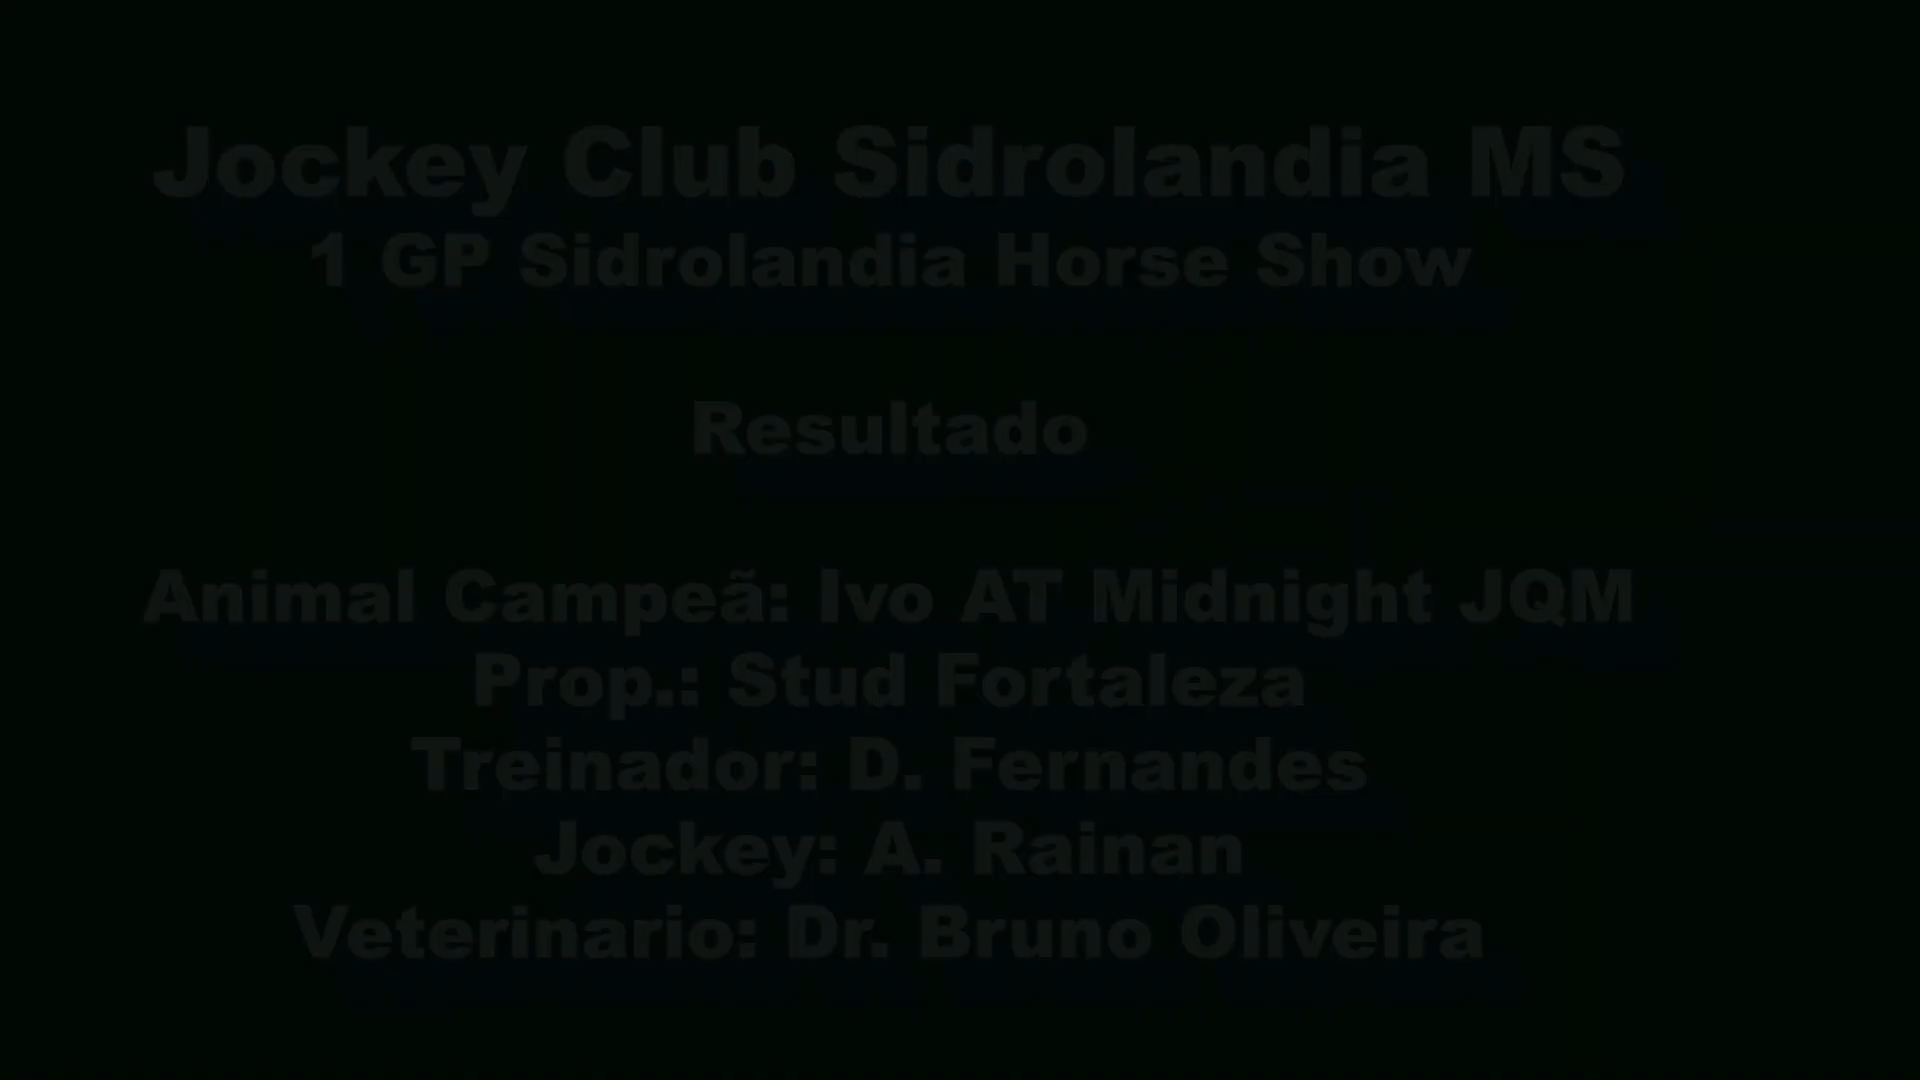 Jockey Club Sidrolandia MS
1 GP Sidrolandia Horse Show
Resultado
Animal Campeã: Ivo AT Midnight JQM
Prop.: Stud Fortaleza
Treinador: D. Fernandes
Jockey: A. Rainan
Veterinario: Dr. Bruno Oliveira